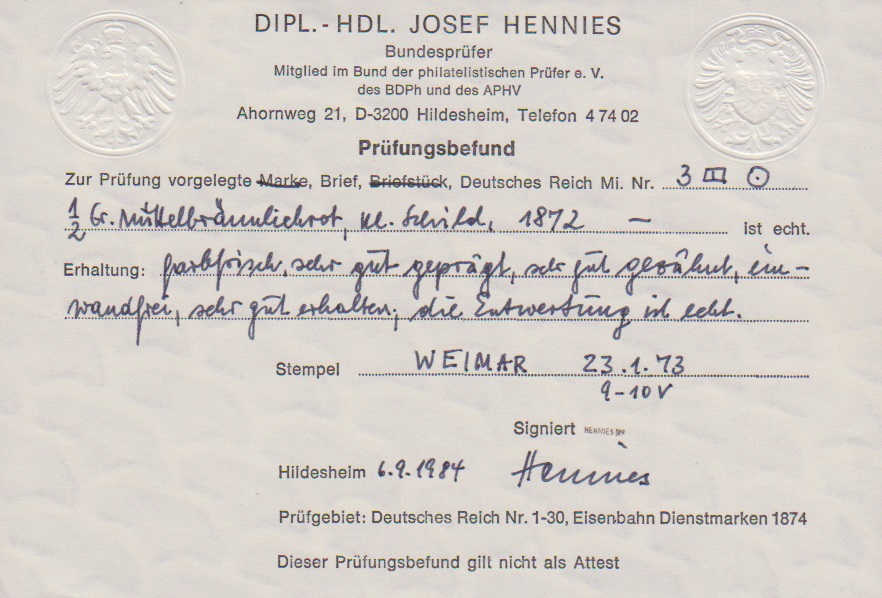 DIPL.-HDL. JOSEF HENNIES
Bundesprüfer
Mitglied im Bund der philatelistischen Prüfer e. V.
des BDPh und des APHV
Ahornweg 21, D-3200 Hildesheim, Telefon 4 74 02
Prüfungsbefund
Zur Prüfung vorgelegte Marke, Brief, Briefstück, Deutsches Reich Mi. Nr. 3 III ⊙
1/2 Gr. Mittelbräunlichrot, kl. Schild, 1872 — ist echt.
Erhaltung: farbfrisch, sehr gut geprägt, sehr gut gezähnt, ein-
wandfrei, sehr gut erhalten; die Entwertung ist echt.
Stempel WEIMAR 23.1.73
9-10 V
Signiert HENNIES BPP
Hildesheim 6.9.1984 Hennies
Prüfgebiet: Deutsches Reich Nr. 1-30, Eisenbahn Dienstmarken 1874
Dieser Prüfungsbefund gilt nicht als Attest